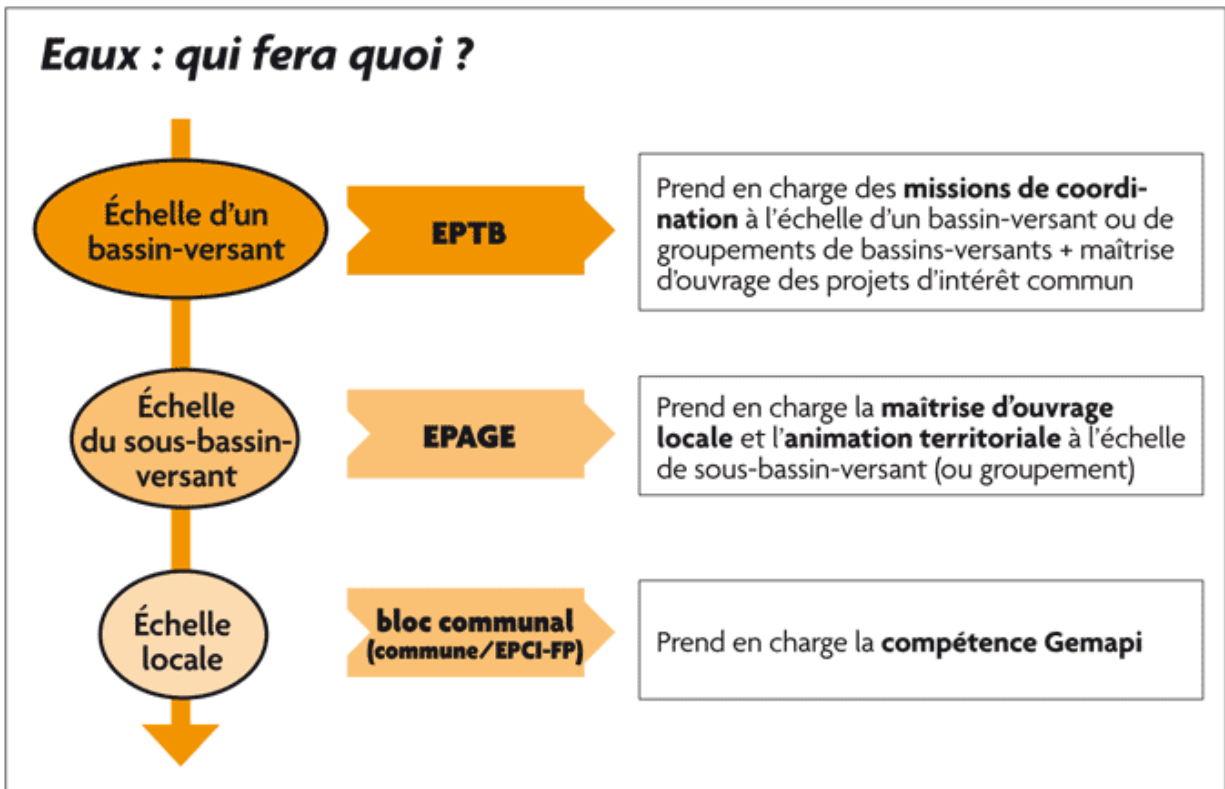 Eaux : qui fera quoi ?
Échelle d'un
bassin-versant
EPTB
Prend en charge des missions de coordi-
nation à l'échelle d'un bassin-versant ou de
groupements de bassins-versants + maîtrise
d'ouvrage des projets d'intérêt commun
Échelle
du sous-bassin-
versant
EPAGE
Prend en charge la maîtrise d'ouvrage
locale et l'animation territoriale à l'échelle
de sous-bassin-versant (ou groupement)
Échelle
locale
bloc communal
(commune/EPCI-FP)
Prend en charge la compétence Gemapi